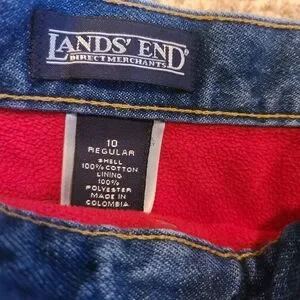 LANDS' END®
DIRECT MERCHANTS
10
REGULAR
SHELL
100% COTTON
LINING
100%
POLYESTER
MADE IN
COLOMBIA